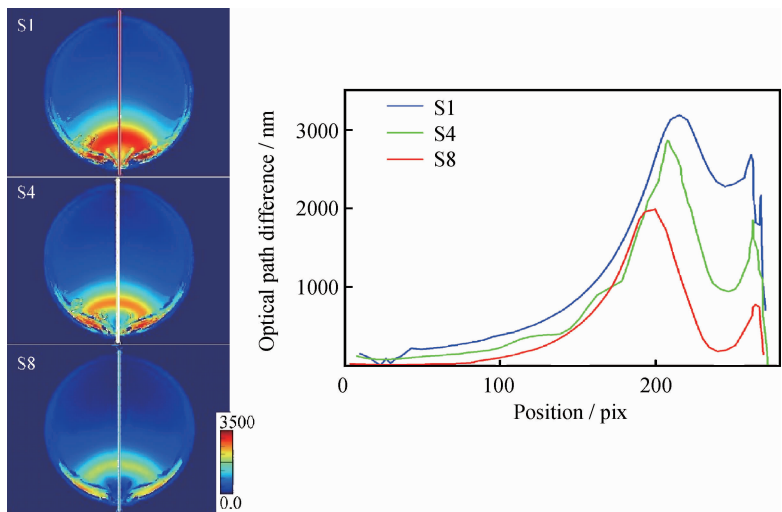 S1
S4
S8
3500
0.0
S1
S4
S8
3000
2000
1000
0
100
200
Optical path difference / nm
Position / pix